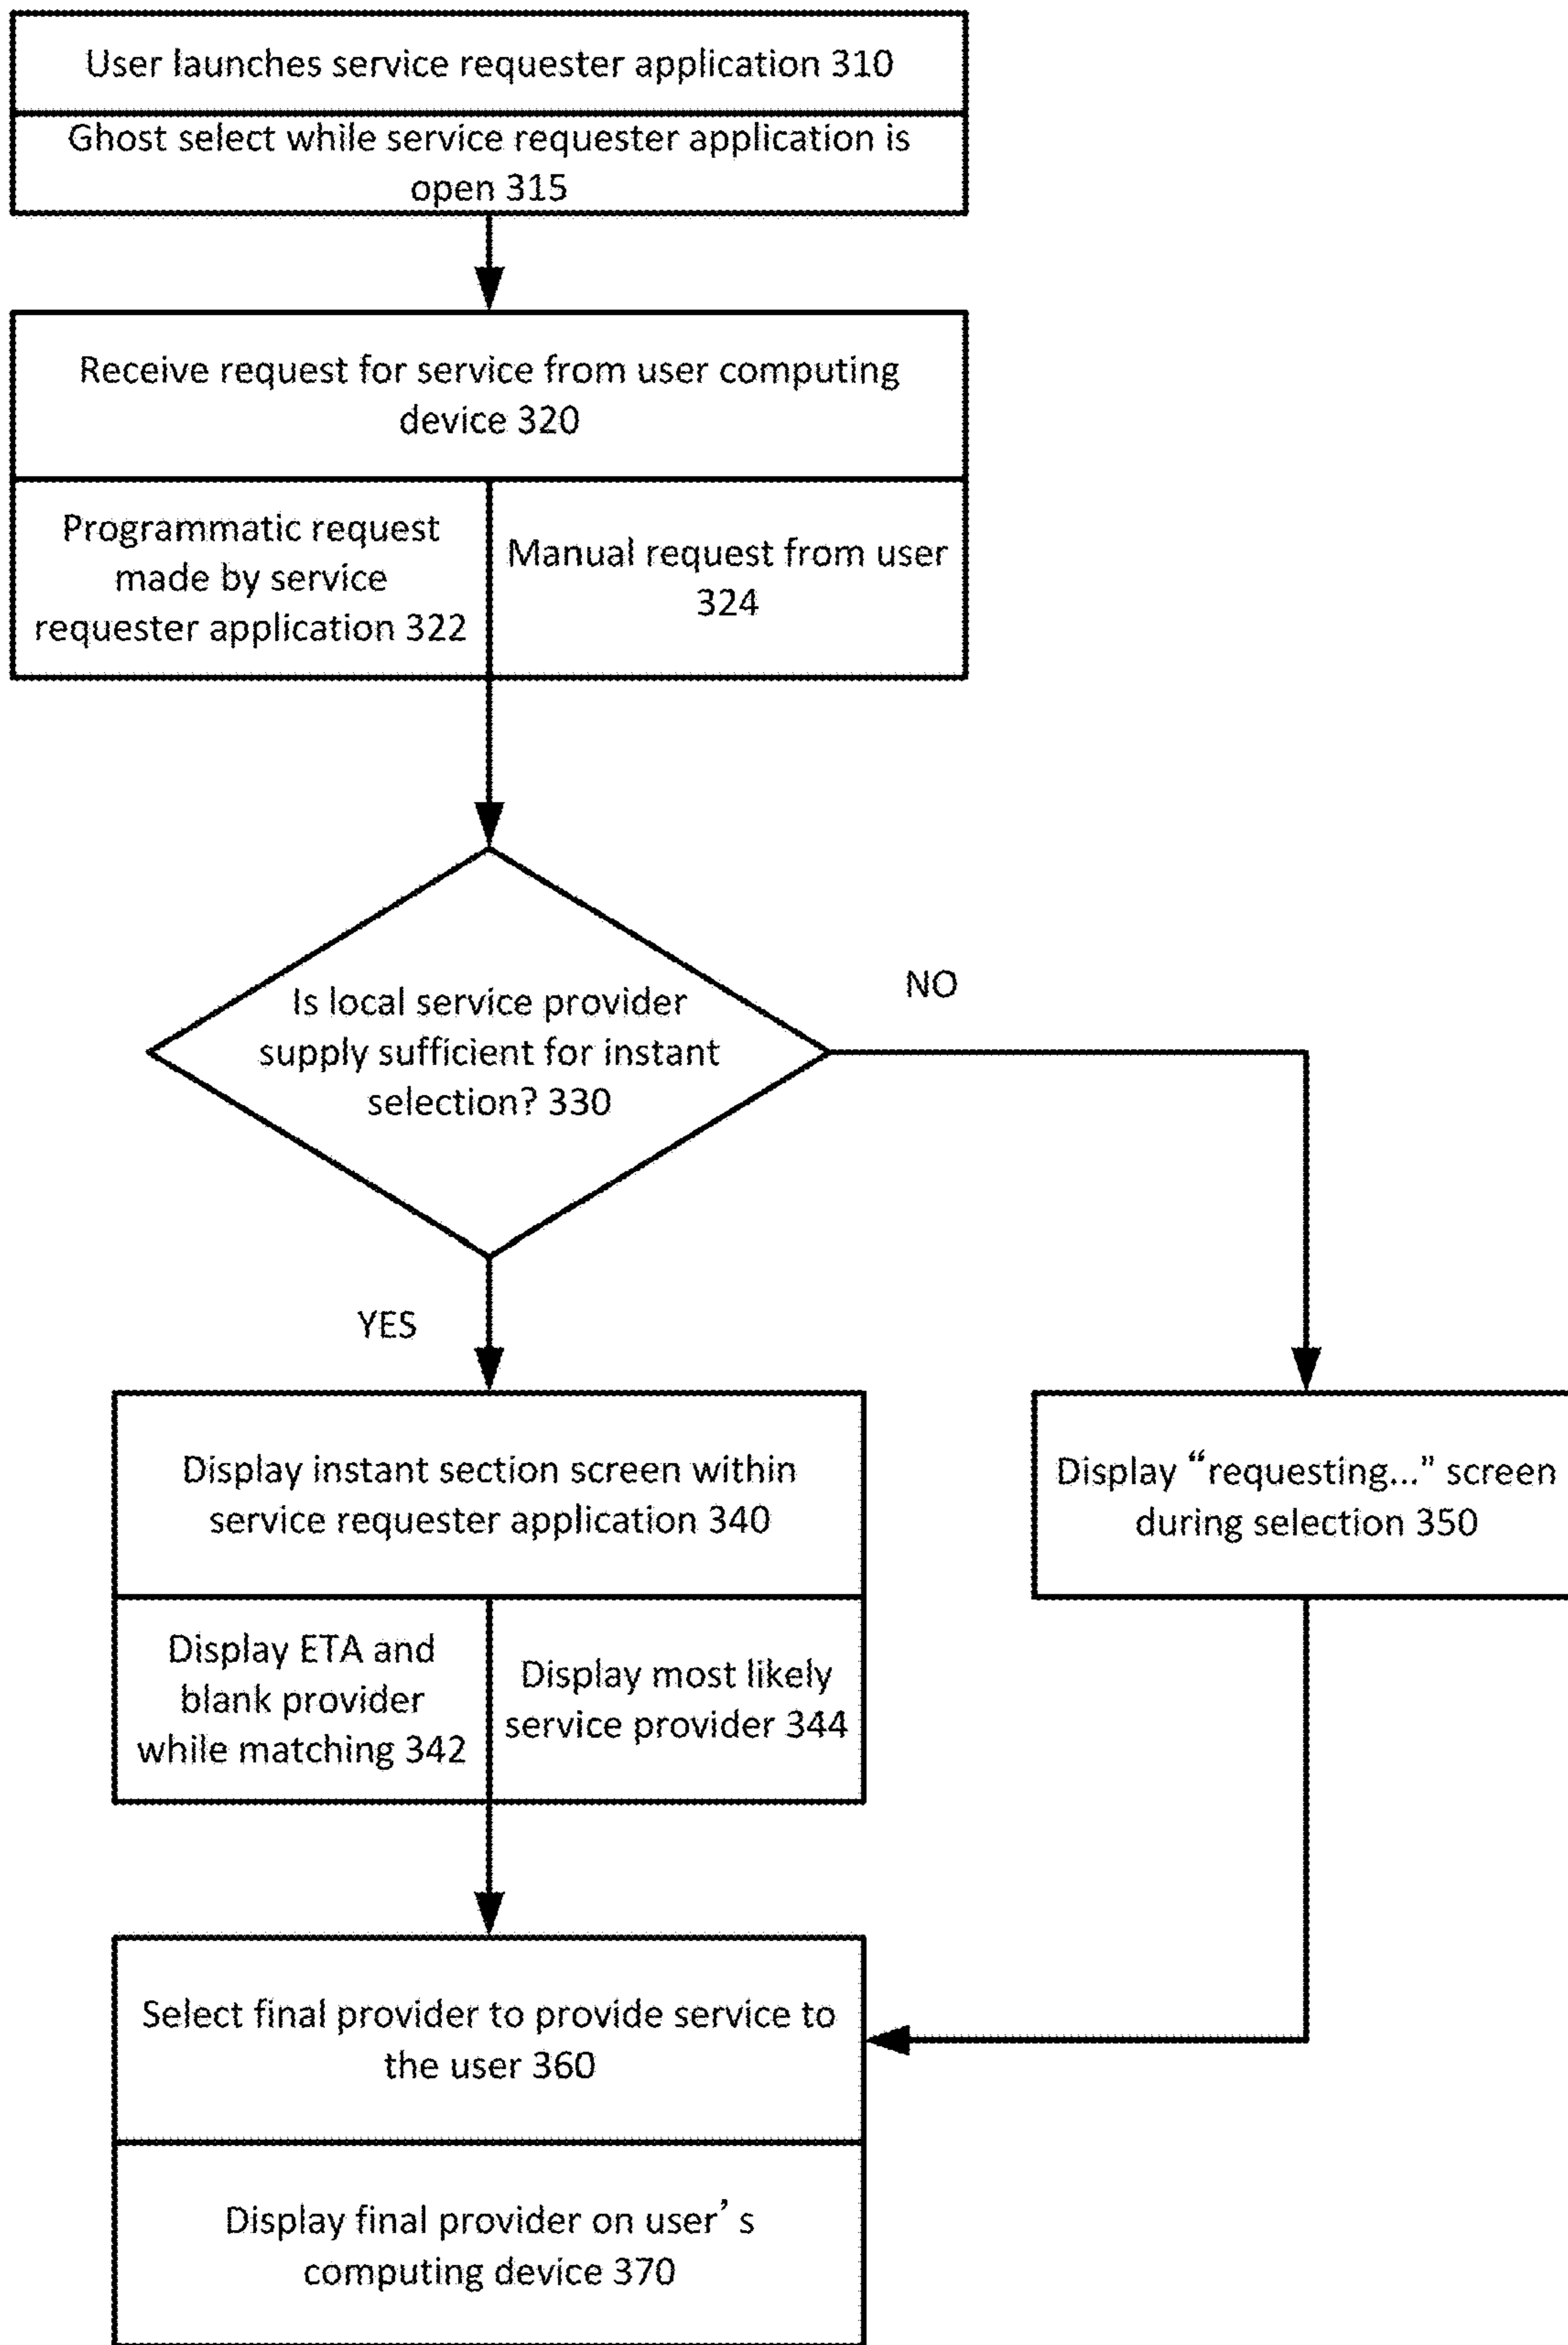 User launches service requester application 310
Ghost select while service requester application is
open 315
Receive request for service from user computing
device 320
Programmatic request
made by service
requester application 322
Manual request from user
324
Is local service provider
supply sufficient for instant
selection? 330
NO
YES
Display instant section screen within
service requester application 340
Display “requesting..." screen
during selection 350
Display ETA and
blank provider
while matching 342
Display most likely
service provider 344
Select final provider to provide service to
the user 360
Display final provider on user’ s
computing device 370